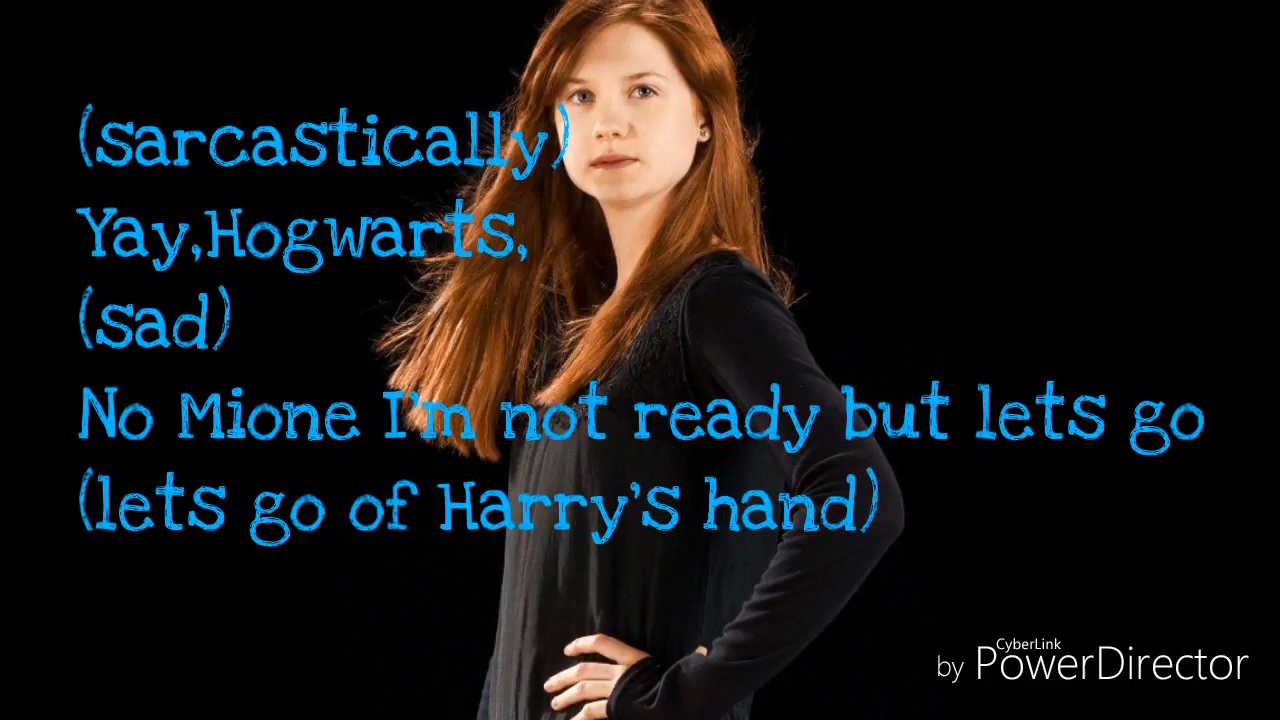 (sarcastically)
Yay,Hogwarts,
(sad)
No Mione I'm not ready but lets go
(lets go of Harry's hand)
CyberLink
by PowerDirector